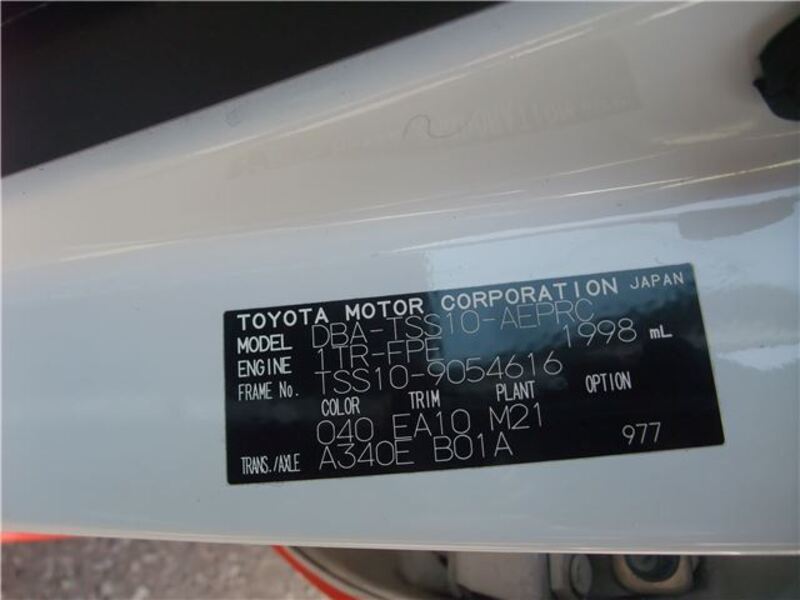 TOYOTA MOTOR CORPORATION JAPAN
MODEL DBA-TSS10-AEPRC
ENGINE 1TR-FPE 1998 mL
FRAME No. TSS10-9054616
COLOR TRIM PLANT OPTION
040 EA10 M21
TRANS./AXLE A340E B01A 977